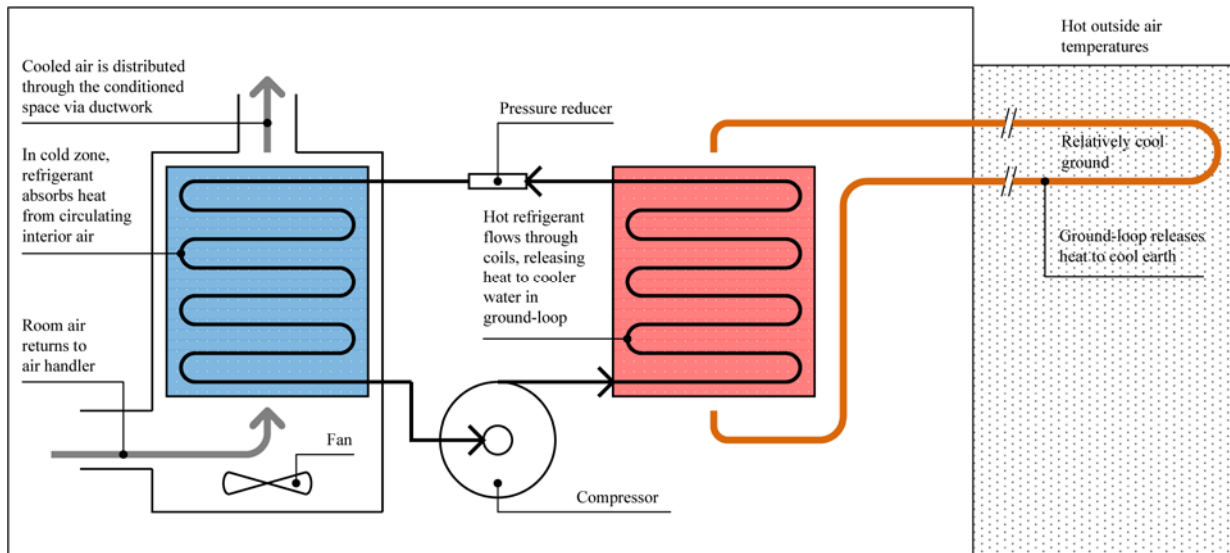 Hot outside air
temperatures
Cooled air is distributed
through the conditioned
space via ductwork
Pressure reducer
Relatively cool
ground
In cold zone,
refrigerant
absorbs heat
from circulating
interior air
Hot refrigerant
flows through
coils, releasing
heat to cooler
water in
ground-loop
Ground-loop releases
heat to cool earth
Room air
returns to
air handler
Fan
Compressor